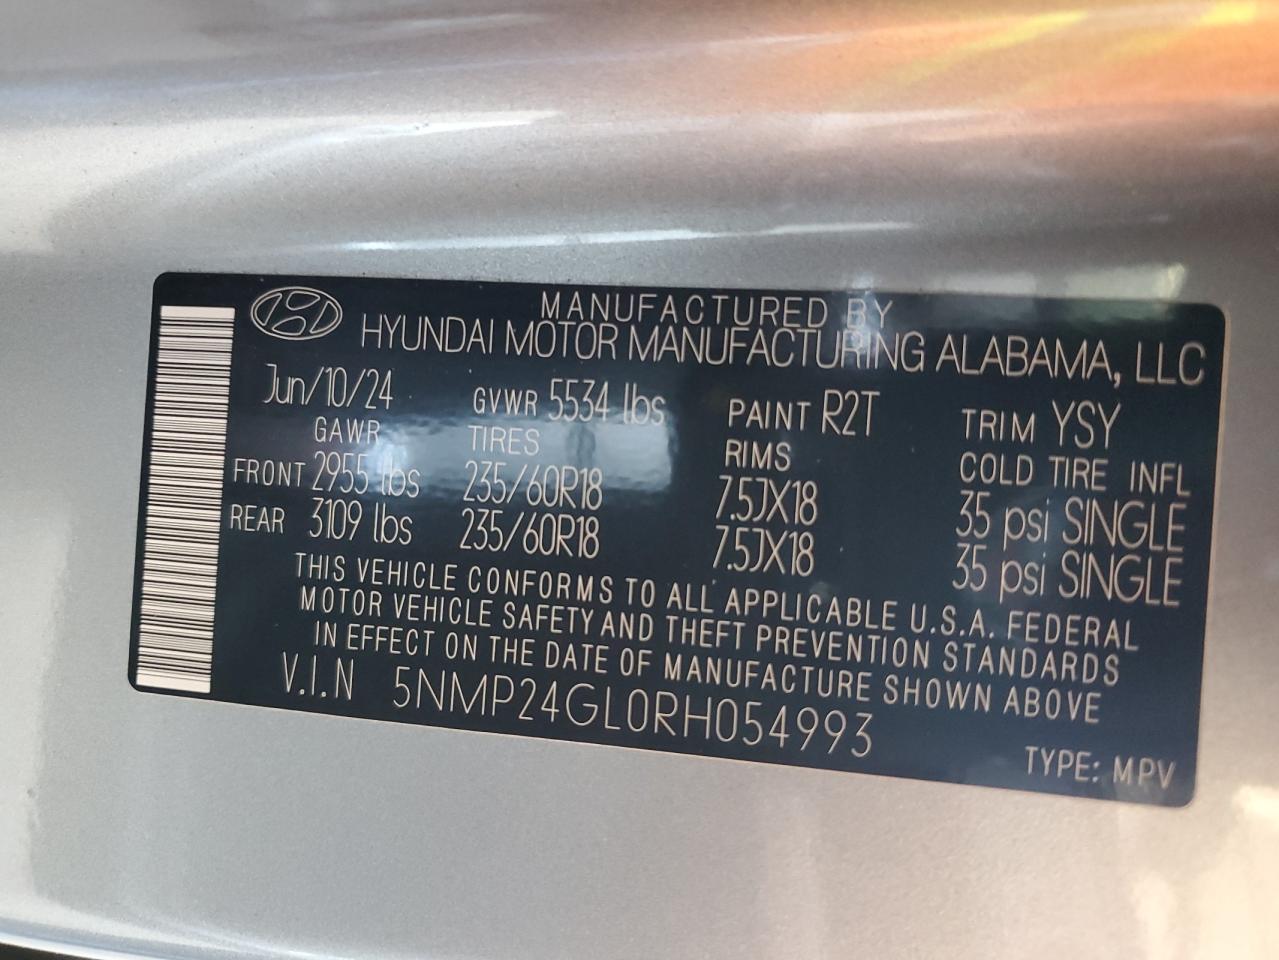 MANUFACTURED BY
HYUNDAI MOTOR MANUFACTURING ALABAMA, LLC
Jun/10/24 GVWR 5534 lbs PAINT R2T TRIM YSY
GAWR TIRES RIMS COLD TIRE INFL
FRONT 2955 lbs 235/60R18 7.5JX18 35 psi SINGLE
REAR 3109 lbs 235/60R18 7.5JX18 35 psi SINGLE
THIS VEHICLE CONFORMS TO ALL APPLICABLE U.S.A. FEDERAL
MOTOR VEHICLE SAFETY AND THEFT PREVENTION STANDARDS
IN EFFECT ON THE DATE OF MANUFACTURE SHOWN ABOVE
V.I.N 5NMP24GL0RH054993
TYPE: MPV